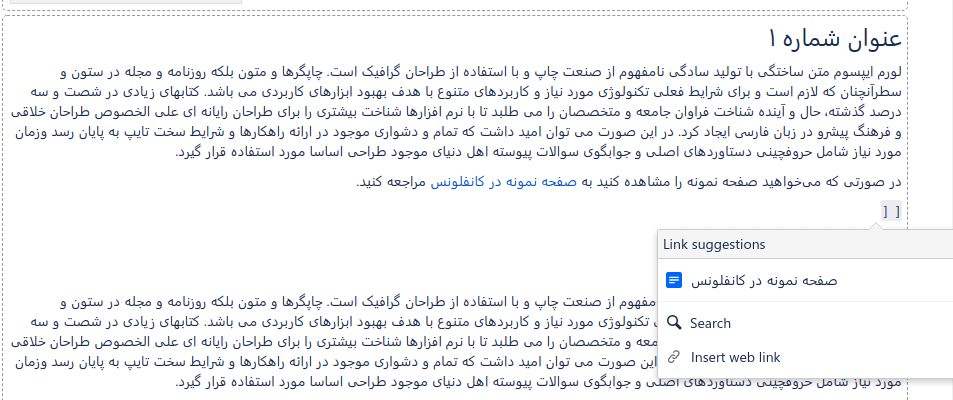 عنوان شماره ۱
لورم ایپسوم متن ساختگی با تولید سادگی نامفهوم از صنعت چاپ و با استفاده از طراحان گرافیک است. چاپگرها و متون بلکه روزنامه و مجله در ستون و
سطرآنچنان که لازم است و برای شرایط فعلی تکنولوژی مورد نیاز و کاربردهای متنوع با هدف بهبود ابزارهای کاربردی می باشد. کتابهای زیادی در شصت و سه
درصد گذشته، حال و آینده شناخت فراوان جامعه و متخصصان را می طلبد تا با نرم افزارها شناخت بیشتری را برای طراحان رایانه ای علی الخصوص طراحان خلاقی
و فرهنگ پیشرو در زبان فارسی ایجاد کرد. در این صورت می توان امید داشت که تمام و دشواری موجود در ارائه راهکارها و شرایط سخت تایپ به پایان رسد وزمان
مورد نیاز شامل حروفچینی دستاوردهای اصلی و جوابگوی سوالات پیوسته اهل دنیای موجود طراحی اساسا مورد استفاده قرار گیرد.
در صورتی که می‌خواهید صفحه نمونه را مشاهده کنید به صفحه نمونه در کانفلونس مراجعه کنید.
[ [
Link suggestions
صفحه نمونه در کانفلونس
Search
Insert web link
مفهوم از صنعت چاپ و با استفاده از طراحان گرافیک است. چاپگرها و متون بلکه روزنامه و مجله در ستون و
تکنولوژی مورد نیاز و کاربردهای متنوع با هدف بهبود ابزارهای کاربردی می باشد. کتابهای زیادی در شصت و سه
معه و متخصصان را می طلبد تا با نرم افزارها شناخت بیشتری را برای طراحان رایانه ای علی الخصوص طراحان خلاقی
این صورت می توان امید داشت که تمام و دشواری موجود در ارائه راهکارها و شرایط سخت تایپ به پایان رسد وزمان
مورد نیاز شامل حروفچینی دستاوردهای اصلی و جوابگوی سوالات پیوسته اهل دنیای موجود طراحی اساسا مورد استفاده قرار گیرد.